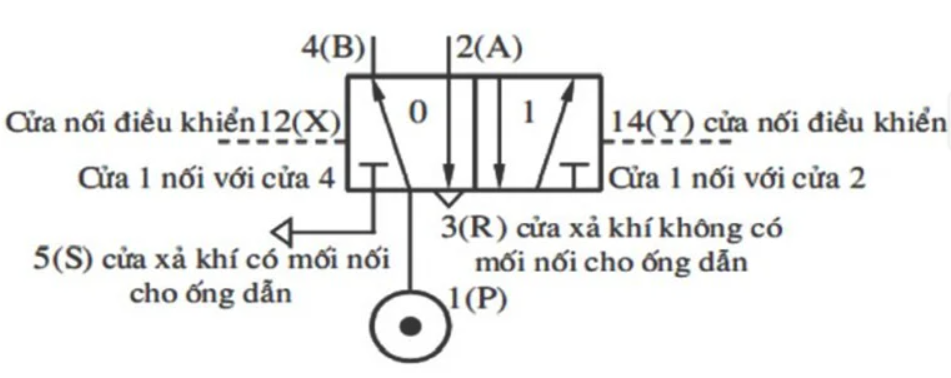 4(B) 2(A)
0 1
Cửa nối điều khiển 12(X) 14(Y) cửa nối điều khiển
Cửa 1 nối với cửa 4 Cửa 1 nối với cửa 2
3(R) cửa xả khí không có
mối nối cho ống dẫn
5(S) cửa xả khí có mối nối
cho ống dẫn
1(P)